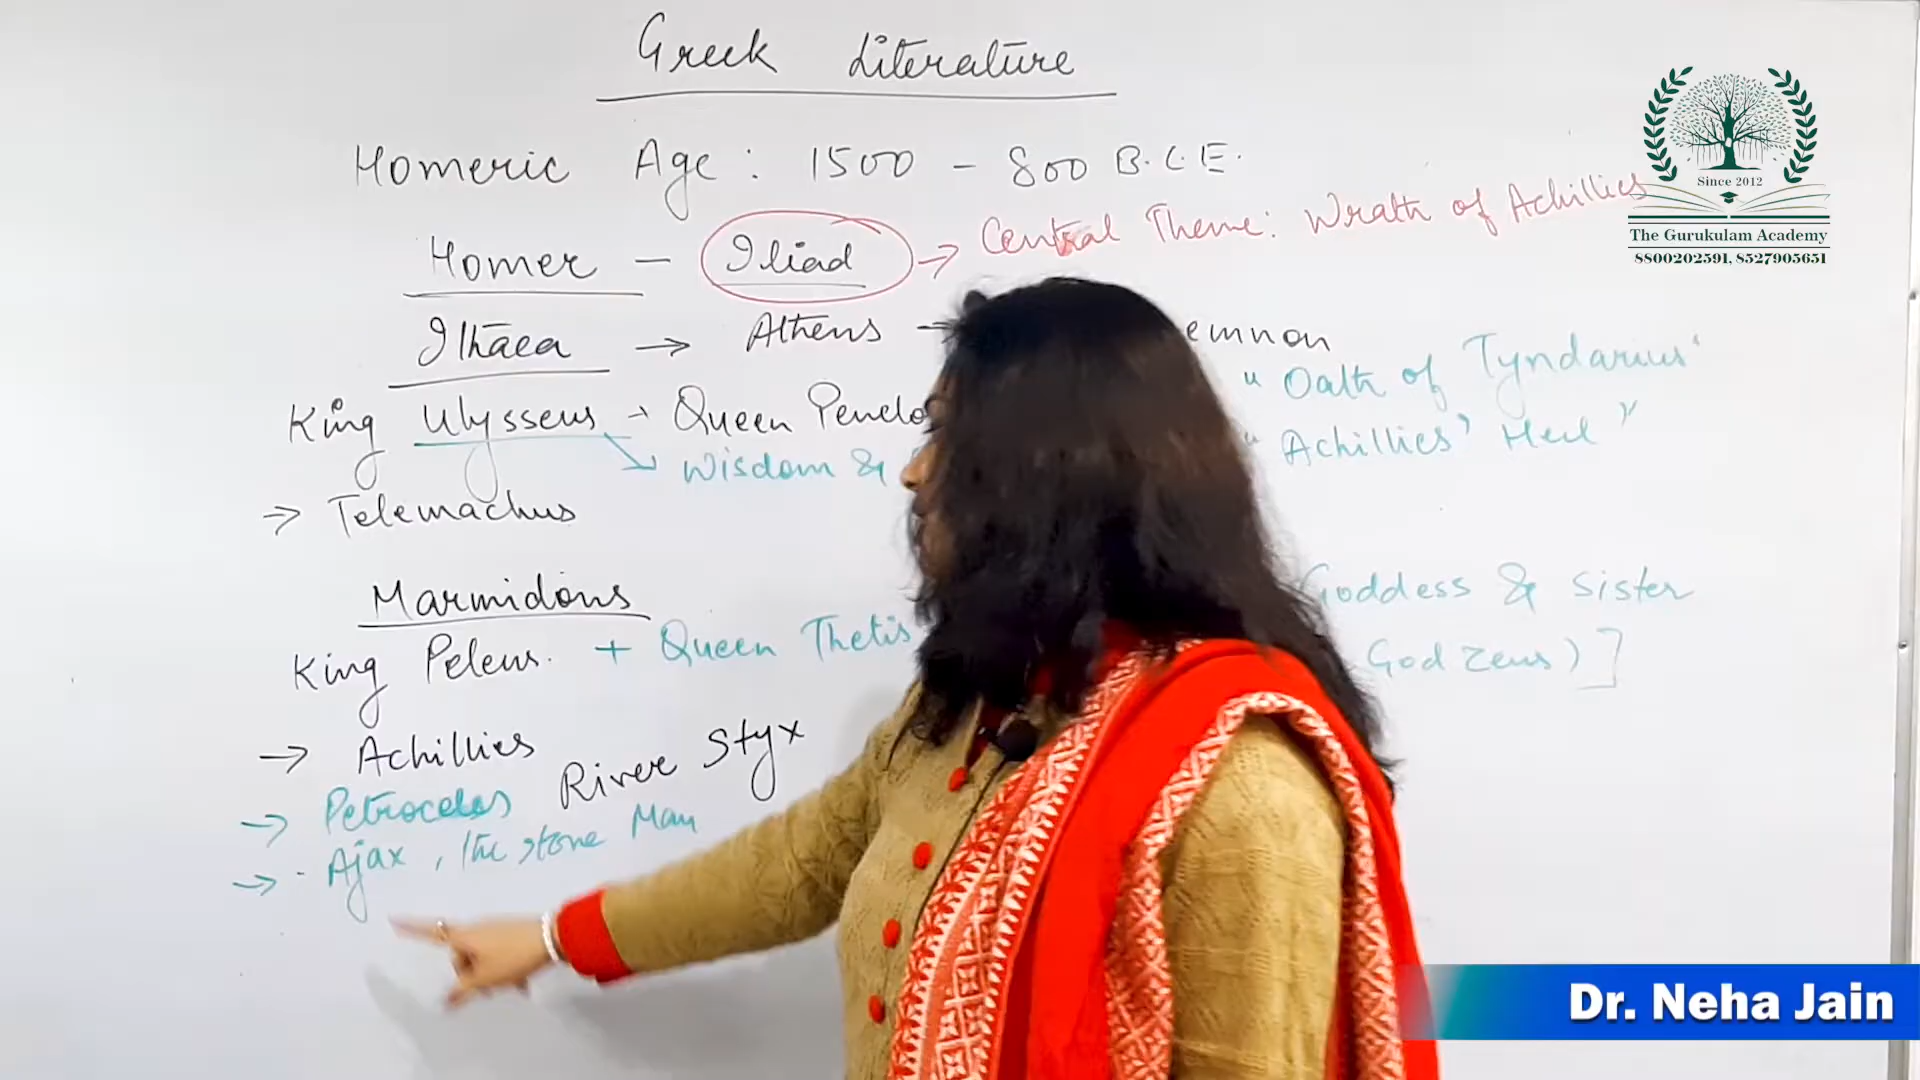 Greek Literature
Homeric Age : 1500 - 800 B.C.E.
Homer - Iliad → Central Theme: Wrath of Achillies
Ithaca → Athens → emnon
"Oath of Tyndarius"
King Ulysseus → Queen Penelo
"Achillies' Heel"
Wisdom &
→ Telemachus
Marmidons
Goddess & Sister
King Peleus. + Queen Thetis
God Zeus)]
→ Achillies
River Styx
→ Petrocelas
→ Ajax, the stone Man
Since 2012
The Gurukulam Academy
8800202591, 8527905651
Dr. Neha Jain